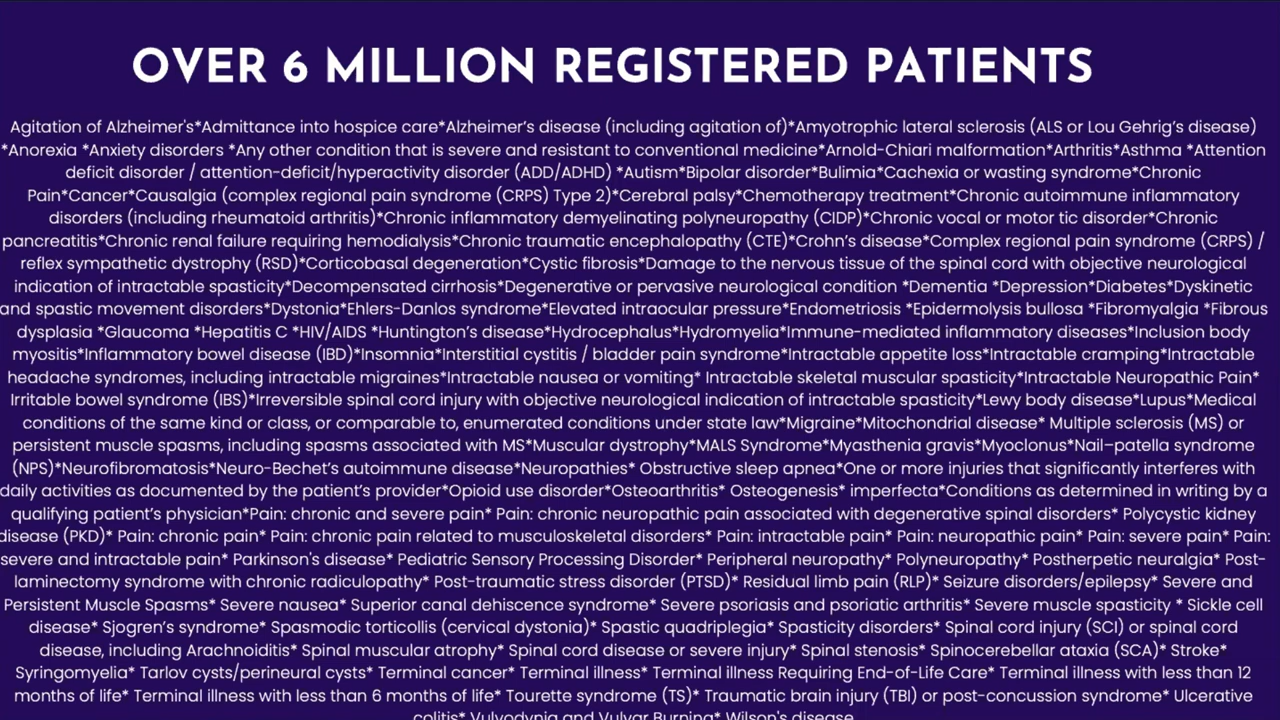 OVER 6 MILLION REGISTERED PATIENTS
Agitation of Alzheimer's*Admittance into hospice care*Alzheimer's disease (including agitation of)*Amyotrophic lateral sclerosis (ALS or Lou Gehrig's disease)
*Anorexia *Anxiety disorders *Any other condition that is severe and resistant to conventional medicine*Arnold-Chiari malformation*Arthritis*Asthma *Attention
deficit disorder / attention-deficit/hyperactivity disorder (ADD/ADHD) *Autism*Bipolar disorder*Bulimia*Cachexia or wasting syndrome*Chronic
Pain*Cancer*Causalgia (complex regional pain syndrome (CRPS) Type 2)*Cerebral palsy*Chemotherapy treatment*Chronic autoimmune inflammatory
disorders (including rheumatoid arthritis)*Chronic inflammatory demyelinating polyneuropathy (CIDP)*Chronic vocal or motor tic disorder*Chronic
pancreatitis*Chronic renal failure requiring hemodialysis*Chronic traumatic encephalopathy (CTE)*Crohn's disease*Complex regional pain syndrome (CRPS) /
reflex sympathetic dystrophy (RSD)*Corticobasal degeneration*Cystic fibrosis*Damage to the nervous tissue of the spinal cord with objective neurological
indication of intractable spasticity*Decompensated cirrhosis*Degenerative or pervasive neurological condition *Dementia *Depression*Diabetes*Dyskinetic
and spastic movement disorders*Dystonia*Ehlers-Danlos syndrome*Elevated intraocular pressure*Endometriosis *Epidermolysis bullosa *Fibromyalgia *Fibrous
dysplasia *Glaucoma *Hepatitis C *HIV/AIDS *Huntington's disease*Hydrocephalus*Hydromyelia*Immune-mediated inflammatory diseases*Inclusion body
myositis*Inflammatory bowel disease (IBD)*Insomnia*Interstitial cystitis / bladder pain syndrome*Intractable appetite loss*Intractable cramping*Intractable
headache syndromes, including intractable migraines*Intractable nausea or vomiting* Intractable skeletal muscular spasticity*Intractable Neuropathic Pain*
Irritable bowel syndrome (IBS)*Irreversible spinal cord injury with objective neurological indication of intractable spasticity*Lewy body disease*Lupus*Medical
conditions of the same kind or class, or comparable to, enumerated conditions under state law*Migraine*Mitochondrial disease* Multiple sclerosis (MS) or
persistent muscle spasms, including spasms associated with MS*Muscular dystrophy*MALS Syndrome*Myasthenia gravis*Myoclonus*Nail–patella syndrome
(NPS)*Neurofibromatosis*Neuro-Bechet's autoimmune disease*Neuropathies* Obstructive sleep apnea*One or more injuries that significantly interferes with
daily activities as documented by the patient's provider*Opioid use disorder*Osteoarthritis* Osteogenesis* imperfecta*Conditions as determined in writing by a
qualifying patient's physician*Pain: chronic and severe pain* Pain: chronic neuropathic pain associated with degenerative spinal disorders* Polycystic kidney
disease (PKD)* Pain: chronic pain* Pain: chronic pain related to musculoskeletal disorders* Pain: intractable pain* Pain: neuropathic pain* Pain: severe pain* Pain:
severe and intractable pain* Parkinson's disease* Pediatric Sensory Processing Disorder* Peripheral neuropathy* Polyneuropathy* Postherpetic neuralgia* Post-
laminectomy syndrome with chronic radiculopathy* Post-traumatic stress disorder (PTSD)* Residual limb pain (RLP)* Seizure disorders/epilepsy* Severe and
Persistent Muscle Spasms* Severe nausea* Superior canal dehiscence syndrome* Severe psoriasis and psoriatic arthritis* Severe muscle spasticity * Sickle cell
disease* Sjogren's syndrome* Spasmodic torticollis (cervical dystonia)* Spastic quadriplegia* Spasticity disorders* Spinal cord injury (SCI) or spinal cord
disease, including Arachnoiditis* Spinal muscular atrophy* Spinal cord disease or severe injury* Spinal stenosis* Spinocerebellar ataxia (SCA)* Stroke*
Syringomyelia* Tarlov cysts/perineural cysts* Terminal cancer* Terminal illness* Terminal illness Requiring End-of-Life Care* Terminal illness with less than 12
months of life* Terminal illness with less than 6 months of life* Tourette syndrome (TS)* Traumatic brain injury (TBI) or post-concussion syndrome* Ulcerative
colitis* Vulvodynia and Vulvar Burning* Wilson's disease